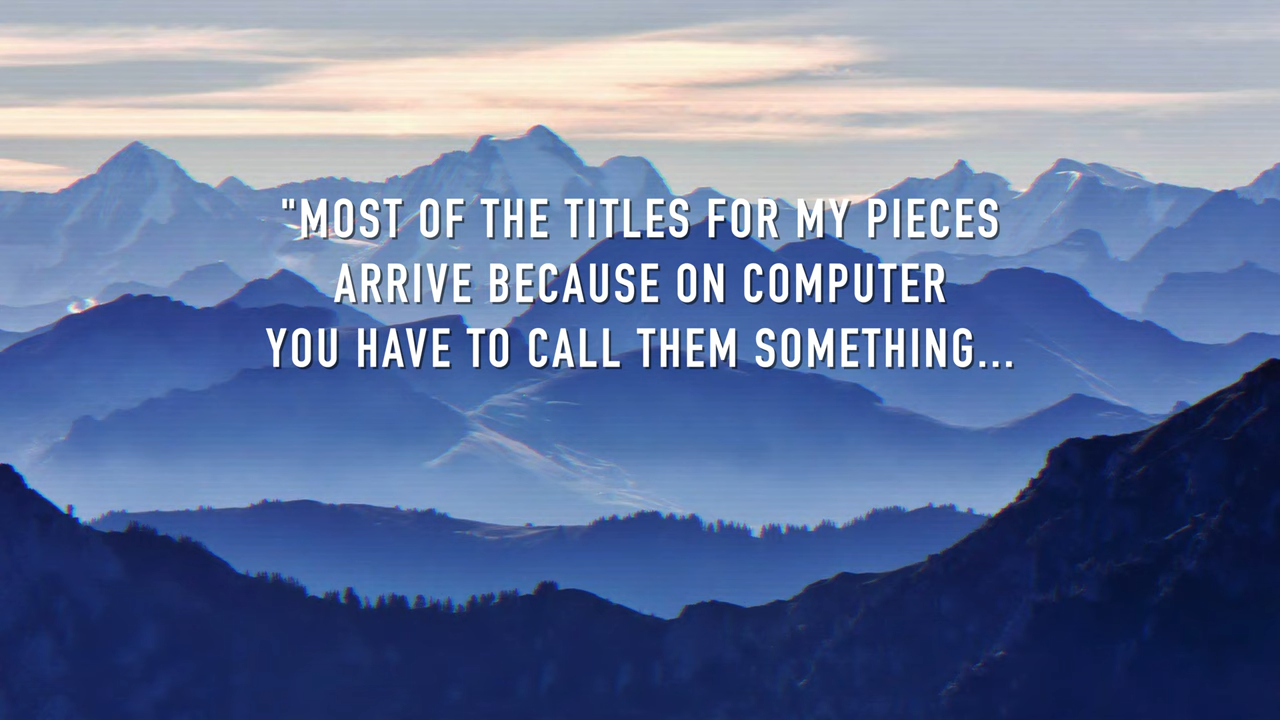 "MOST OF THE TITLES FOR MY PIECES
ARRIVE BECAUSE ON COMPUTER
YOU HAVE TO CALL THEM SOMETHING...